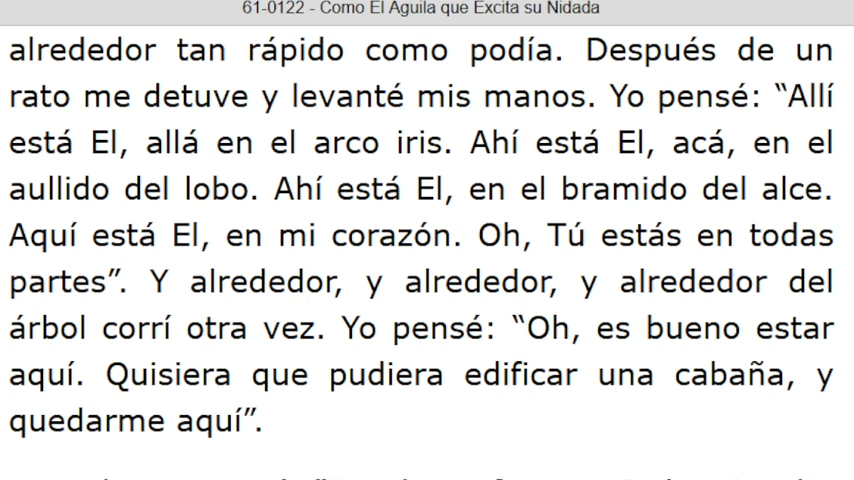 61-0122 - Como El Aguila que Excita su Nidada
alrededor tan rápido como podía. Después de un
rato me detuve y levanté mis manos. Yo pensé: “Allí
está El, allá en el arco iris. Ahí está El, acá, en el
aullido del lobo. Ahí está El, en el bramido del alce.
Aquí está El, en mi corazón. Oh, Tú estás en todas
partes”. Y alrededor, y alrededor, y alrededor del
árbol corrí otra vez. Yo pensé: “Oh, es bueno estar
aquí. Quisiera que pudiera edificar una cabaña, y
quedarme aquí”.